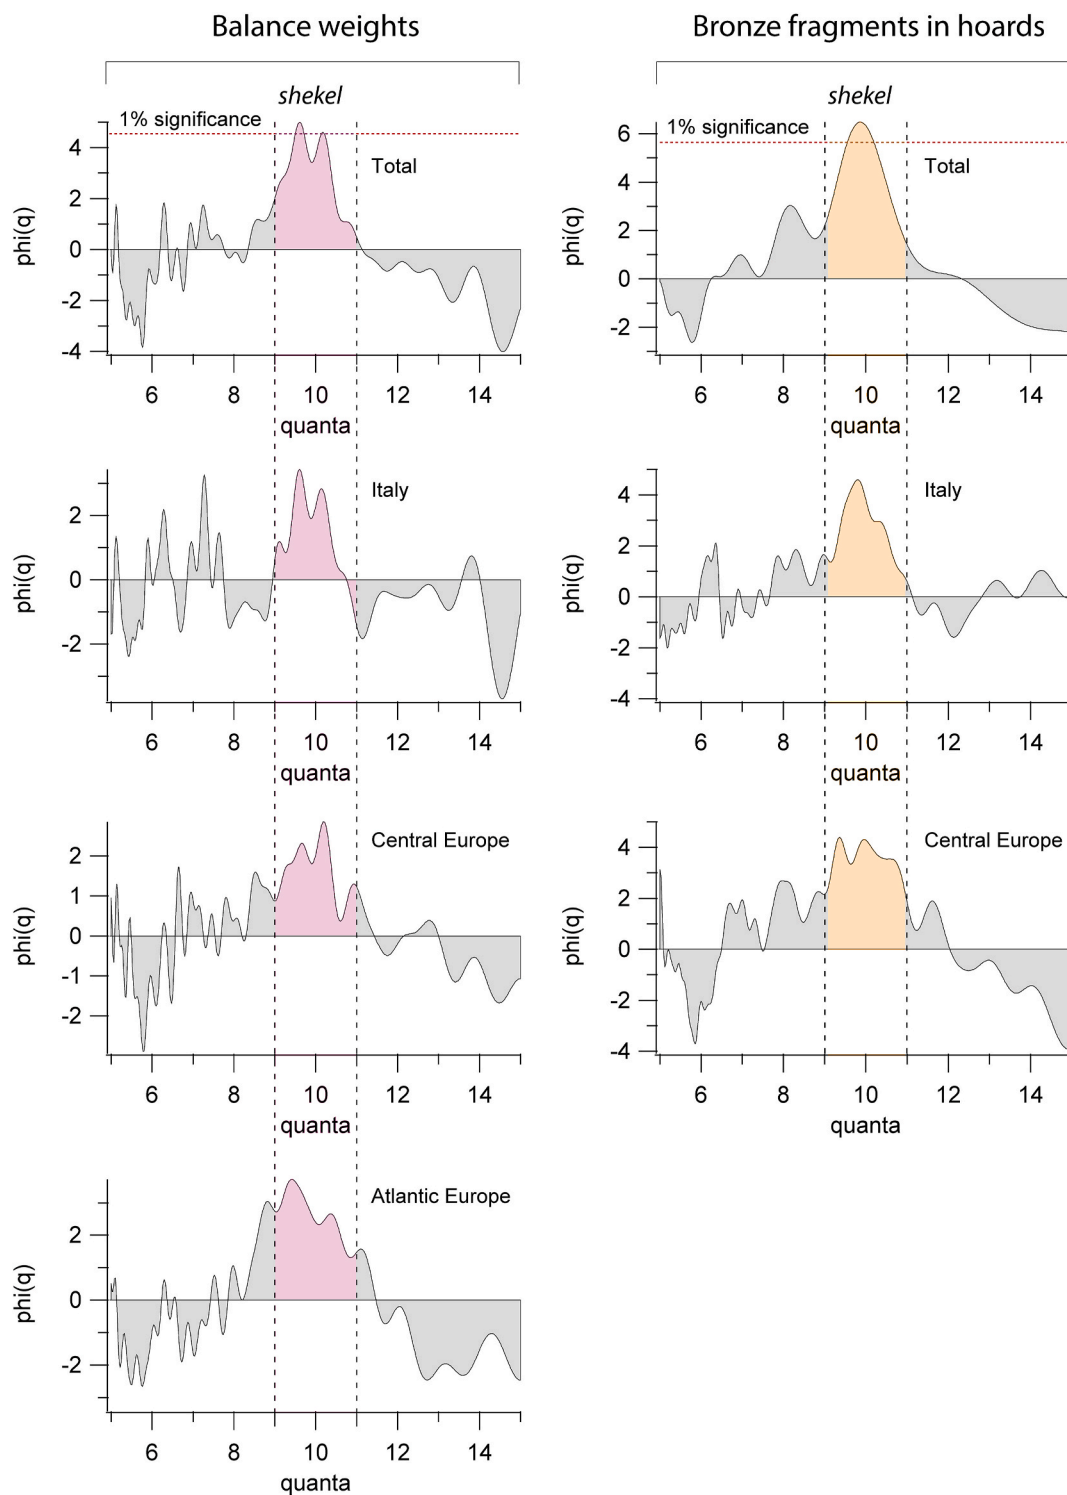 Balance weights
Bronze fragments in hoards
shekel
1% significance
Total
phi(q)
4
2
0
-2
-4
6 8 10 12 14
quanta
shekel
1% significance
Total
phi(q)
6
4
2
0
-2
6 8 10 12 14
quanta
Italy
phi(q)
2
0
-2
6 8 10 12 14
quanta
Italy
phi(q)
4
2
0
-2
-4
6 8 10 12 14
quanta
Central Europe
phi(q)
2
1
0
-1
-2
6 8 10 12 14
quanta
Central Europe
phi(q)
4
2
0
-2
-4
6 8 10 12 14
quanta
Atlantic Europe
phi(q)
2
0
-2
6 8 10 12 14
quanta